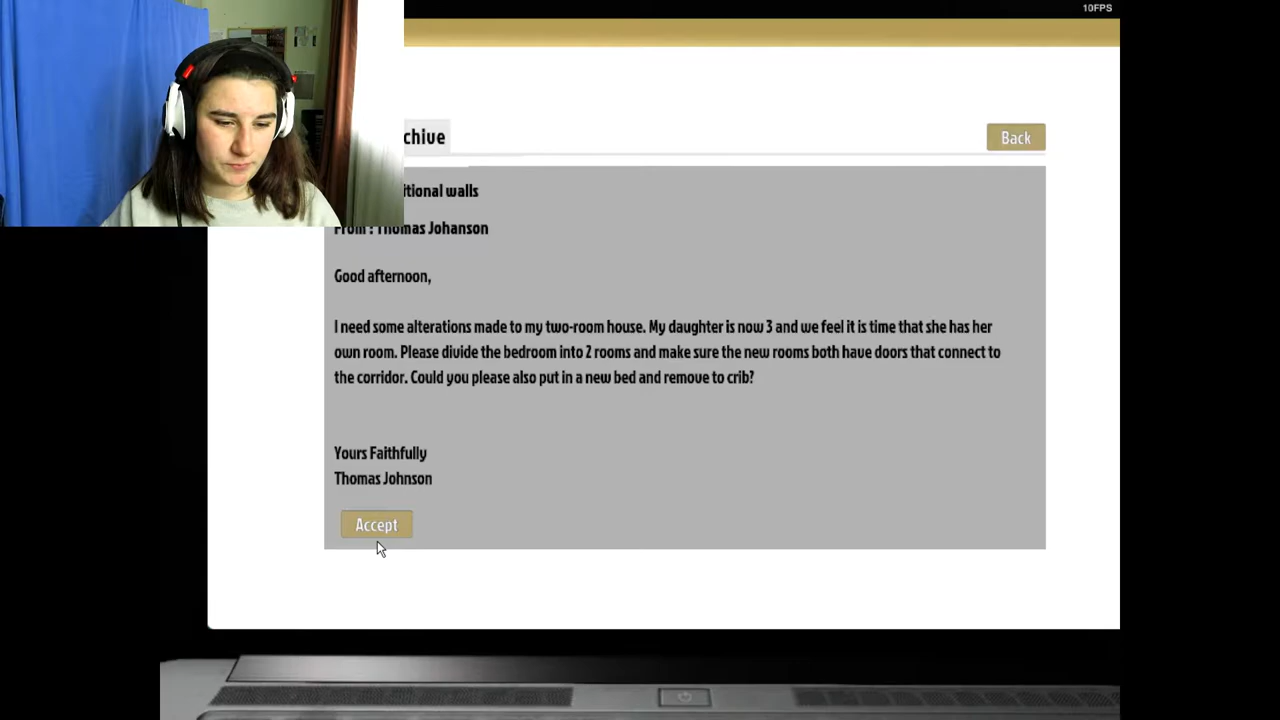 10FPS
chive
Back
itional walls
From : Thomas Johanson
Good afternoon,
I need some alterations made to my two-room house. My daughter is now 3 and we feel it is time that she has her
own room. Please divide the bedroom into 2 rooms and make sure the new rooms both have doors that connect to
the corridor. Could you please also put in a new bed and remove to crib?
Yours Faithfully
Thomas Johnson
Accept